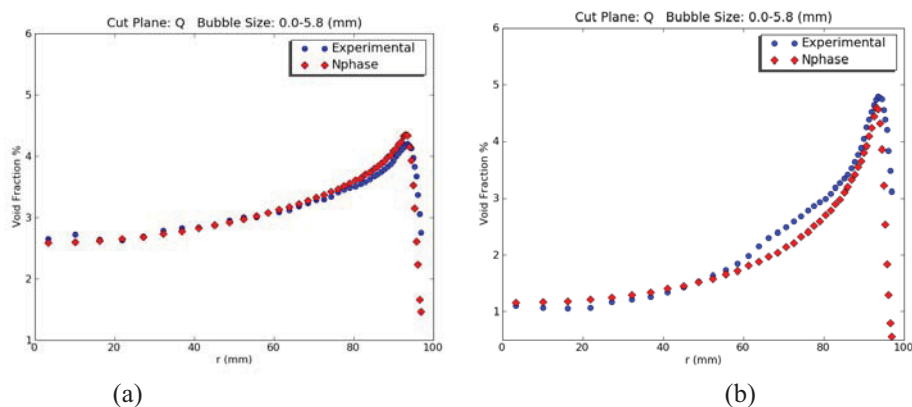 Cut Plane: Q Bubble Size: 0.0-5.8 (mm)
6
5
4
3
2
1
Void Fraction %
Experimental
Nphase
0 20 40 60 80 100
r (mm)
(a)
Cut Plane: Q Bubble Size: 0.0-5.8 (mm)
6
5
4
3
2
1
Void Fraction %
Experimental
Nphase
0 20 40 60 80 100
r (mm)
(b)